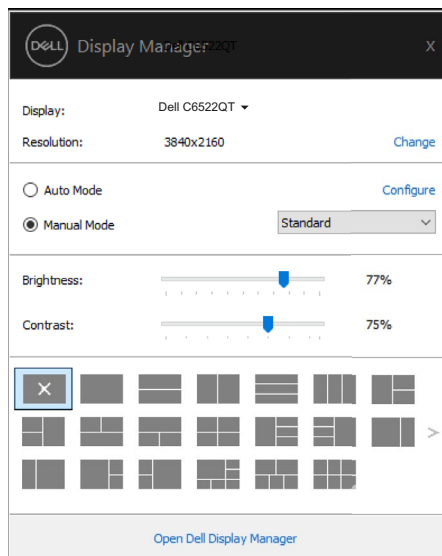 DELL Display Manager C6522QT X
Display: Dell C6522QT
Resolution: 3840x2160 Change
Auto Mode Configure
Manual Mode Standard
Brightness: 77%
Contrast: 75%
Open Dell Display Manager